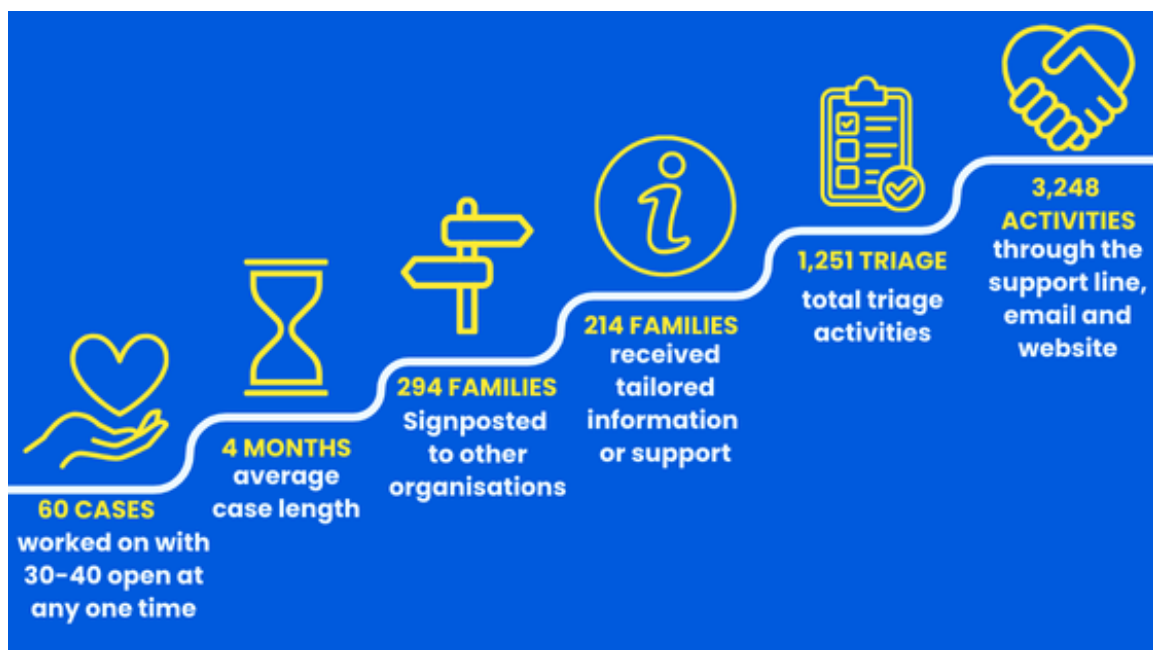 60 CASES
worked on with
30-40 open at
any one time
4 MONTHS
average
case length
294 FAMILIES
Signposted
to other
organisations
214 FAMILIES
received
tailored
information
or support
1,251 TRIAGE
total triage
activities
3,248
ACTIVITIES
through the
support line,
email and
website